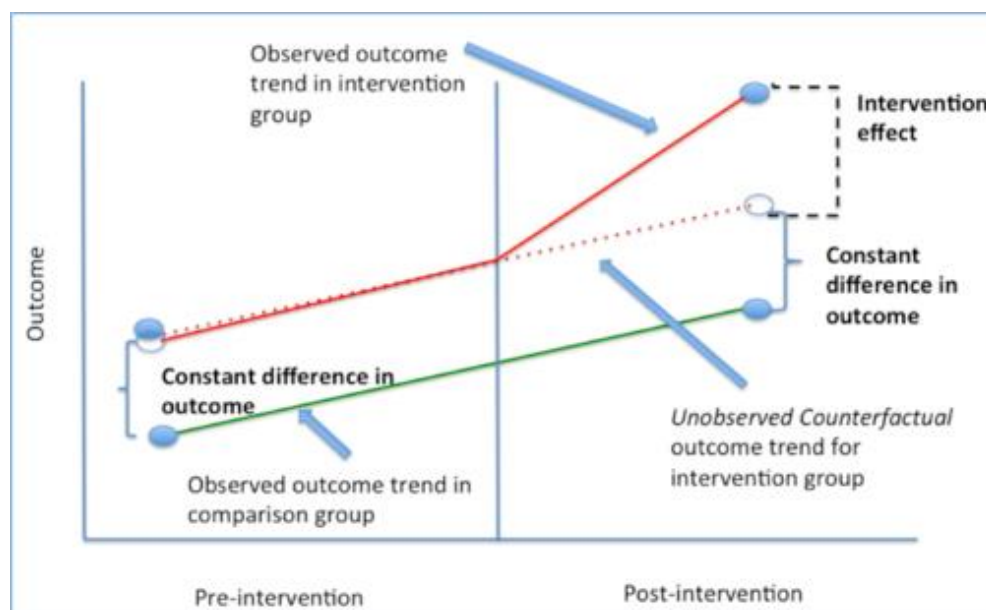 Observed outcome
trend in intervention
group
Intervention
effect
Constant
difference in
outcome
Outcome
Constant difference in
outcome
Unobserved Counterfactual
outcome trend for
intervention group
Observed outcome trend in
comparison group
Pre-intervention
Post-intervention